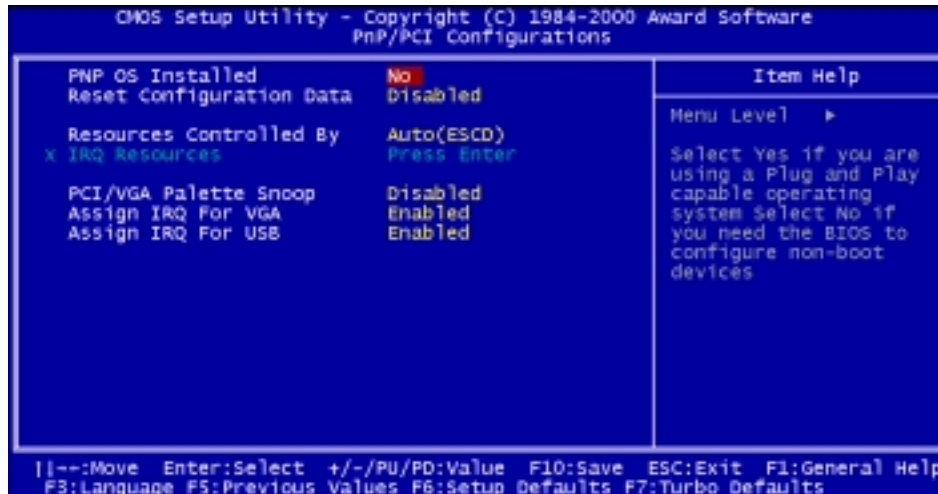 CMOS Setup Utility - Copyright (C) 1984-2000 Award Software
PnP/PCI Configurations
PNP OS Installed No
Reset Configuration Data Disabled
Resources Controlled By Auto(ESCD)
x IRQ Resources Press Enter
PCI/VGA Palette Snoop Disabled
Assign IRQ For VGA Enabled
Assign IRQ For USB Enabled
Item Help
Menu Level ►
Select Yes if you are
using a Plug and Play
capable operating
system Select No if
you need the BIOS to
configure non-boot
devices
:Move Enter:Select +/-/PU/PD:Value F10:Save ESC:Exit F1:General Help
F3:Language F5:Previous Values F6:Setup Defaults F7:Turbo Defaults